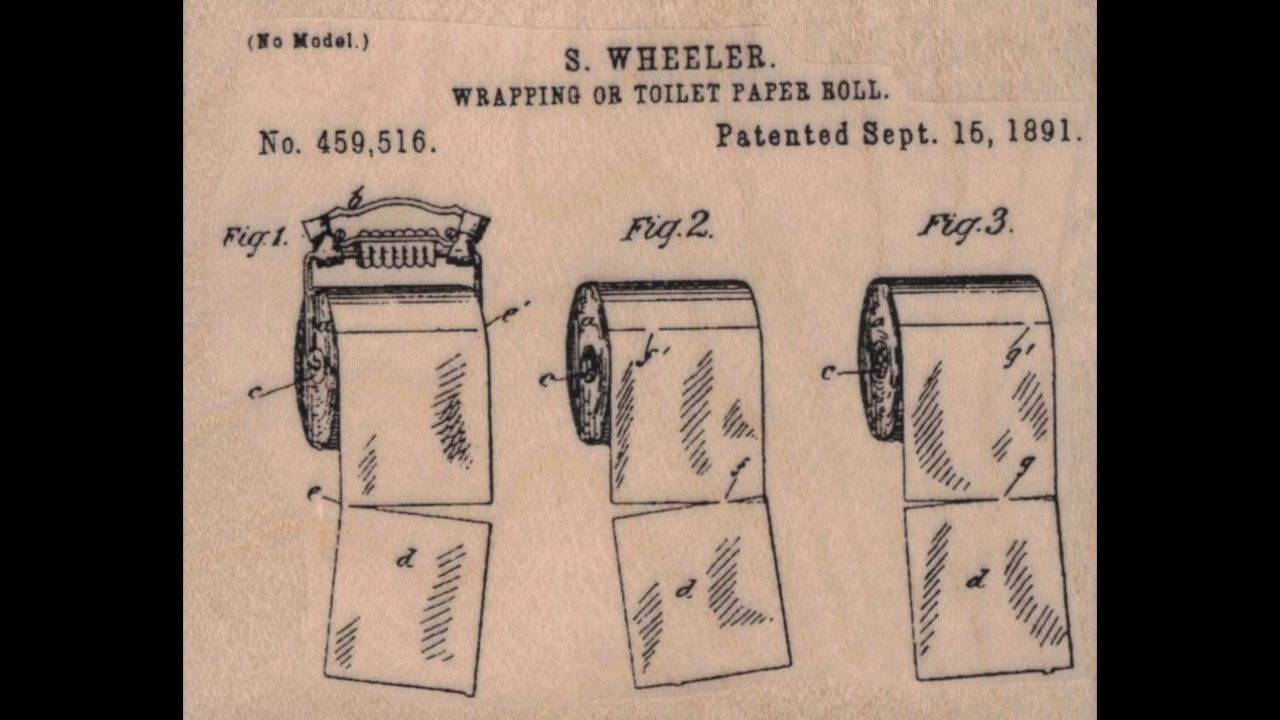 (No Model.)
S. WHEELER.
WRAPPING OR TOILET PAPER ROLL.
No. 459,516.
Patented Sept. 15, 1891.
b
Fig.1.
Fig.2.
Fig.3.
e'
a
a
a
f'
g'
c
c
c
e
f
g
d
d.
d